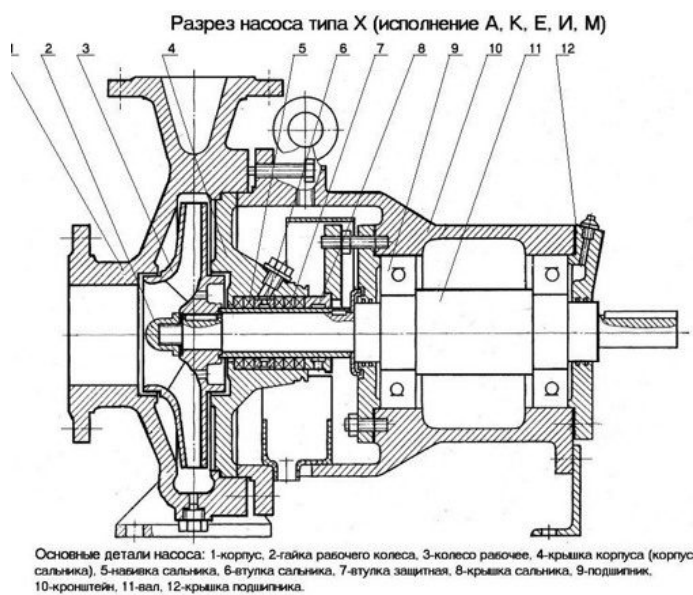 Разрез насоса типа X (исполнение А, К, Е, И, М)
1 2 3 4 5 6 7 8 9 10 11 12
Основные детали насоса: 1-корпус, 2-гайка рабочего колеса, 3-колесо рабочее, 4-крышка корпуса (корпус
сальника), 5-набивка сальника, 6-втулка сальника, 7-втулка защитная, 8-крышка сальника, 9-подшипник,
10-кронштейн, 11-вал, 12-крышка подшипника.